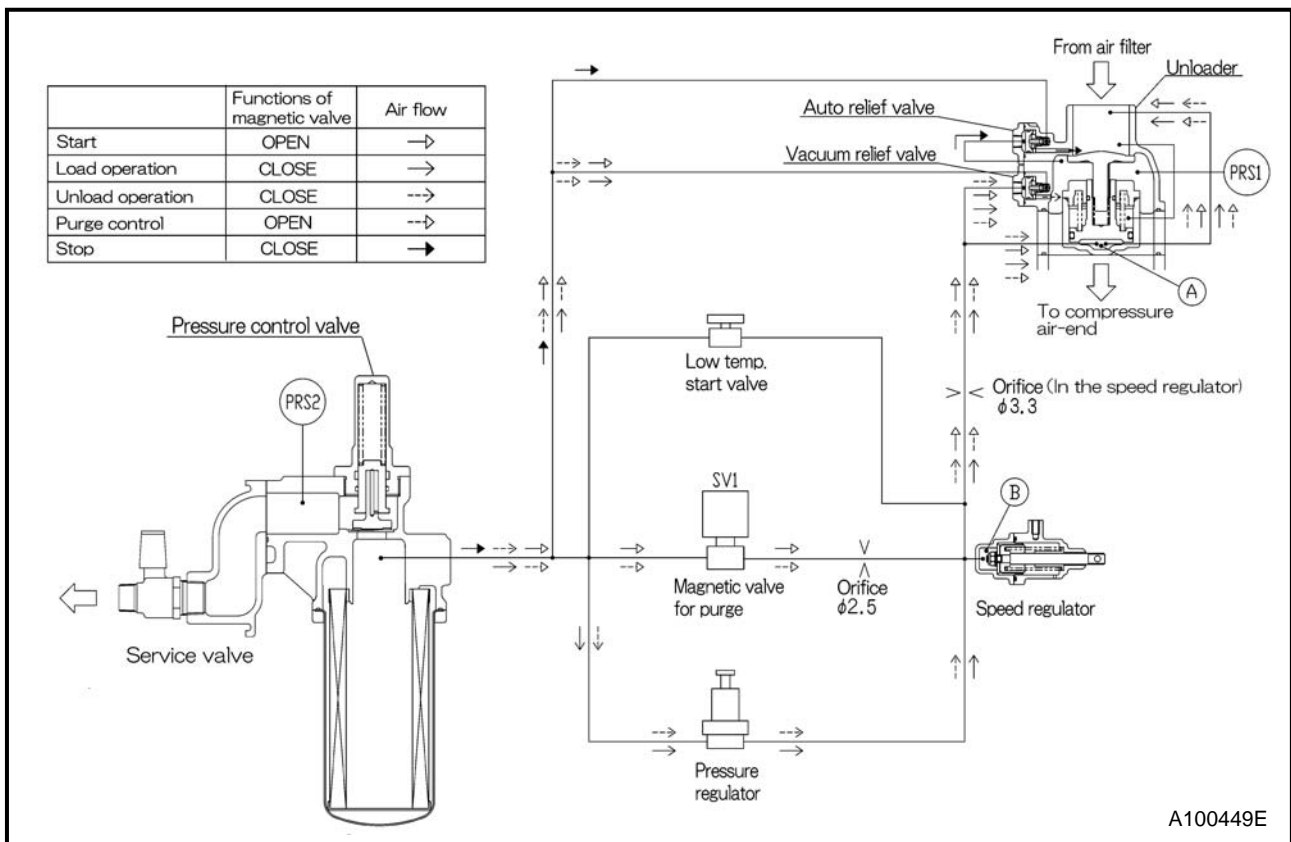 From air filter
Unloader
Auto relief valve
Vacuum relief valve
PRS1
A
To compressure
air-end
Functions of
magnetic valve
Air flow
Start OPEN
Load operation CLOSE
Unload operation CLOSE
Purge control OPEN
Stop CLOSE
Pressure control valve
PRS2
Low temp.
start valve
Orifice (In the speed regulator)
ϕ3.3
SV1
B
Magnetic valve
for purge
Orifice
ϕ2.5
Speed regulator
Service valve
Pressure
regulator
A100449E